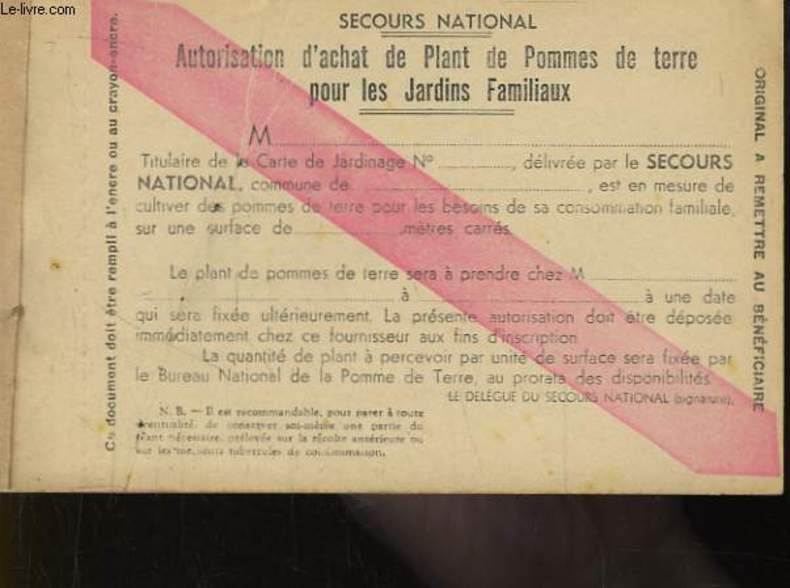 Le-livre.com
SECOURS NATIONAL
Autorisation d'achat de Plant de Pommes de terre
pour les Jardins Familiaux
M
Titulaire de la Carte de Jardinage N° , délivrée par le SECOURS
NATIONAL, commune de , est en mesure de
cultiver des pommes de terre pour les besoins de sa consommation familiale,
sur une surface de mètres carrés.
Le plant de pommes de terre sera à prendre chez M
à à une date
qui sera fixée ultérieurement. La présente autorisation doit être déposée
immédiatement chez ce fournisseur aux fins d'inscription.
La quantité de plant à percevoir par unité de surface sera fixée par
le Bureau National de la Pomme de Terre, au prorata des disponibilités.
LE DÉLÉGUÉ DU SECOURS NATIONAL (signature).
N. B. — Il est recommandable, pour parer à toute
éventualité, de conserver soi-même une partie du
plant nécessaire, prélevée sur la récolte antérieure ou
sur les tubercules de consommation.
Ce document doit être rempli à l'encre ou au crayon-encre.
ORIGINAL A REMETTRE AU BÉNÉFICIAIRE